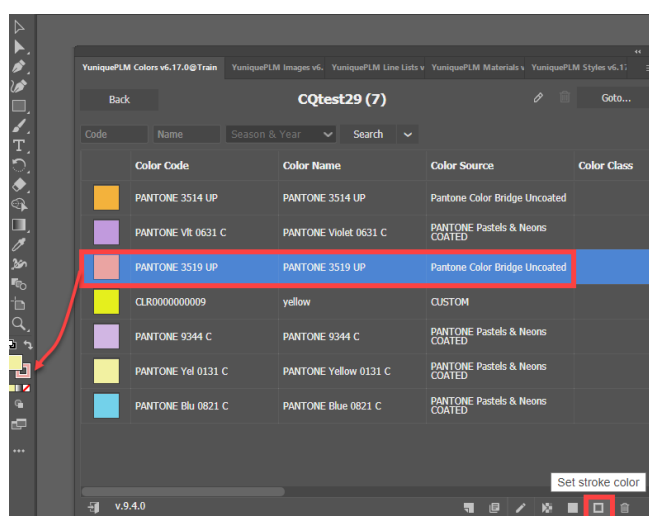 YuniquePLM Colors v6.17.0@Train YuniquePLM Images v6. YuniquePLM Line Lists v YuniquePLM Materials v YuniquePLM Styles v6.17
Back CQtest29 (7) Goto...
Code Name Season & Year Search
Color Code Color Name Color Source Color Class
PANTONE 3514 UP PANTONE 3514 UP Pantone Color Bridge Uncoated
PANTONE Vlt 0631 C PANTONE Violet 0631 C PANTONE Pastels & Neons
COATED
PANTONE 3519 UP PANTONE 3519 UP Pantone Color Bridge Uncoated
CLR0000000009 yellow CUSTOM
PANTONE 9344 C PANTONE 9344 C PANTONE Pastels & Neons
COATED
PANTONE Yel 0131 C PANTONE Yellow 0131 C PANTONE Pastels & Neons
COATED
PANTONE Blu 0821 C PANTONE Blue 0821 C PANTONE Pastels & Neons
COATED
Set stroke color
v.9.4.0